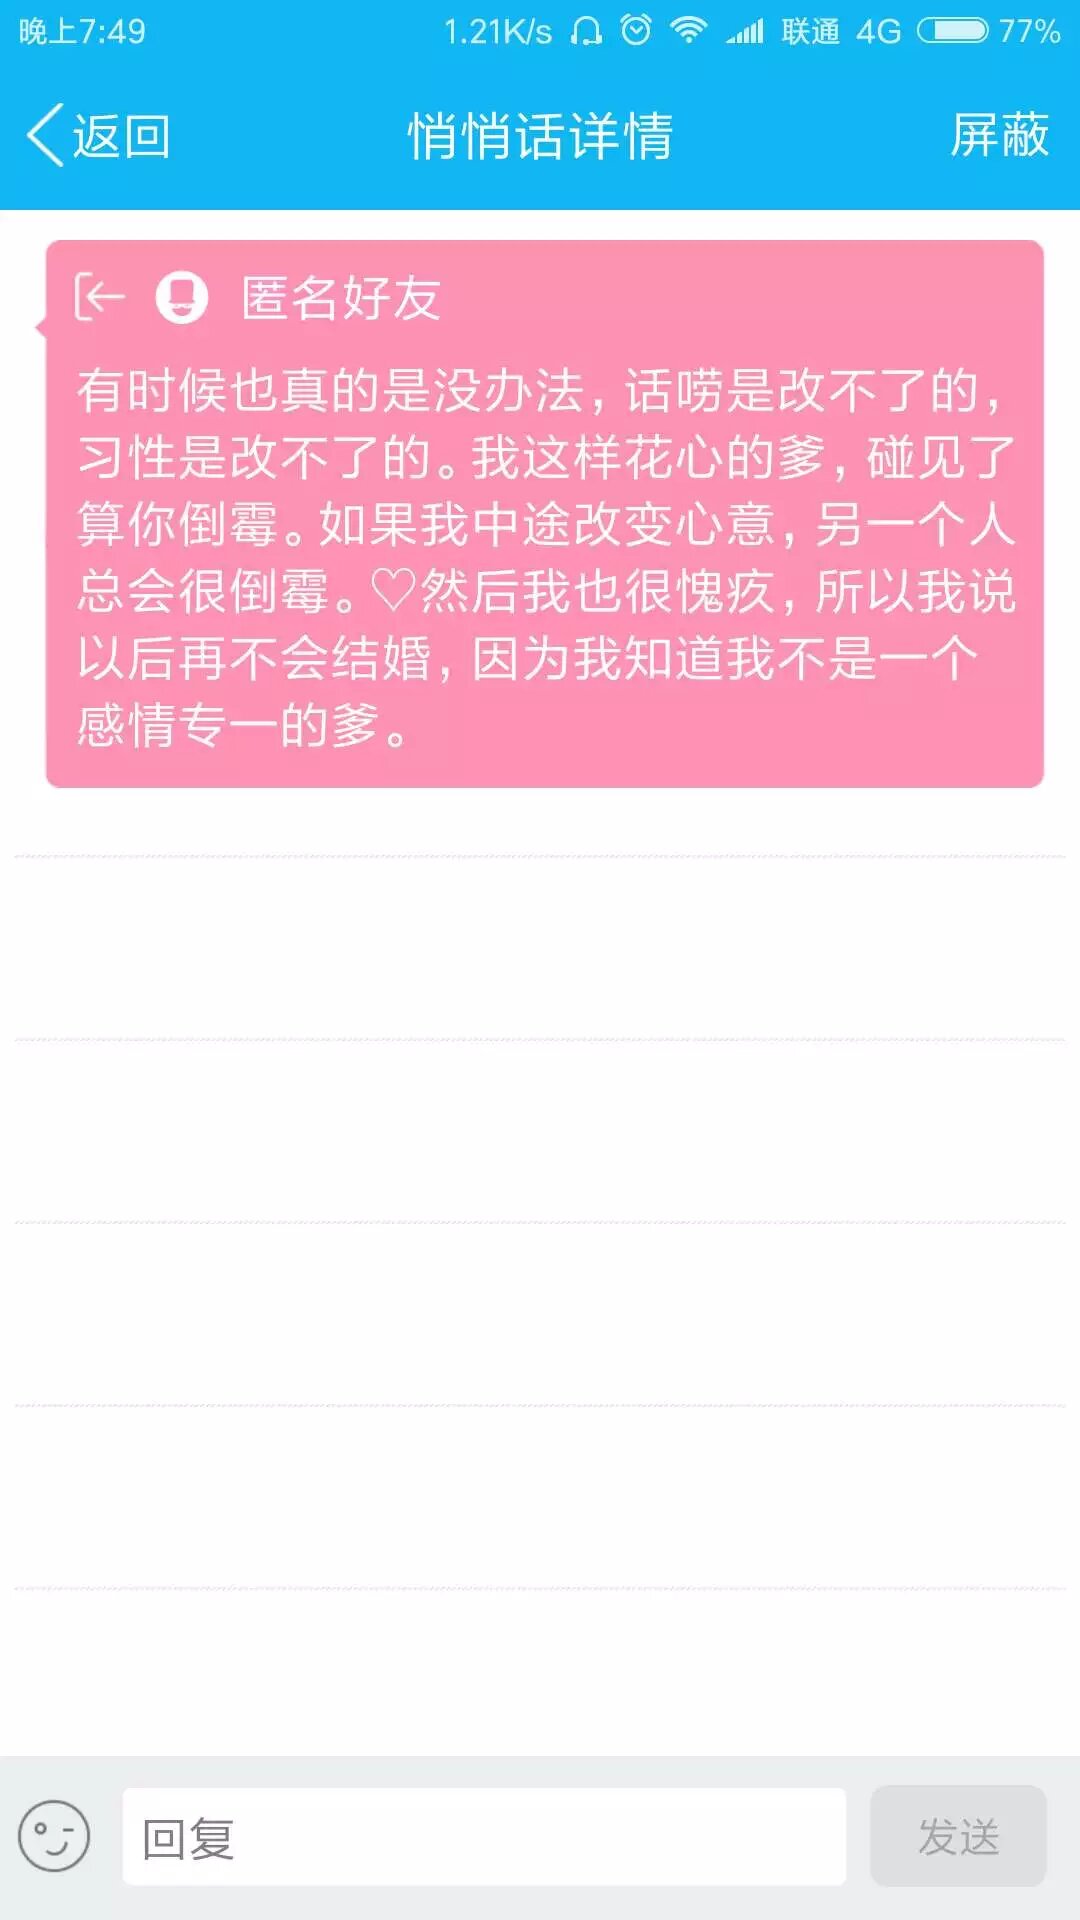 晚上7:49 1.21K/s 联通 4G 77%
返回 悄悄话详情 屏蔽
匿名好友
有时候也真的是没办法,话唠是改不了的,
习性是改不了的。我这样花心的爹,碰见了
算你倒霉。如果我中途改变心意,另一个人
总会很倒霉。♡然后我也很愧疚,所以我说
以后再不会结婚,因为我知道我不是一个
感情专一的爹。
回复 发送